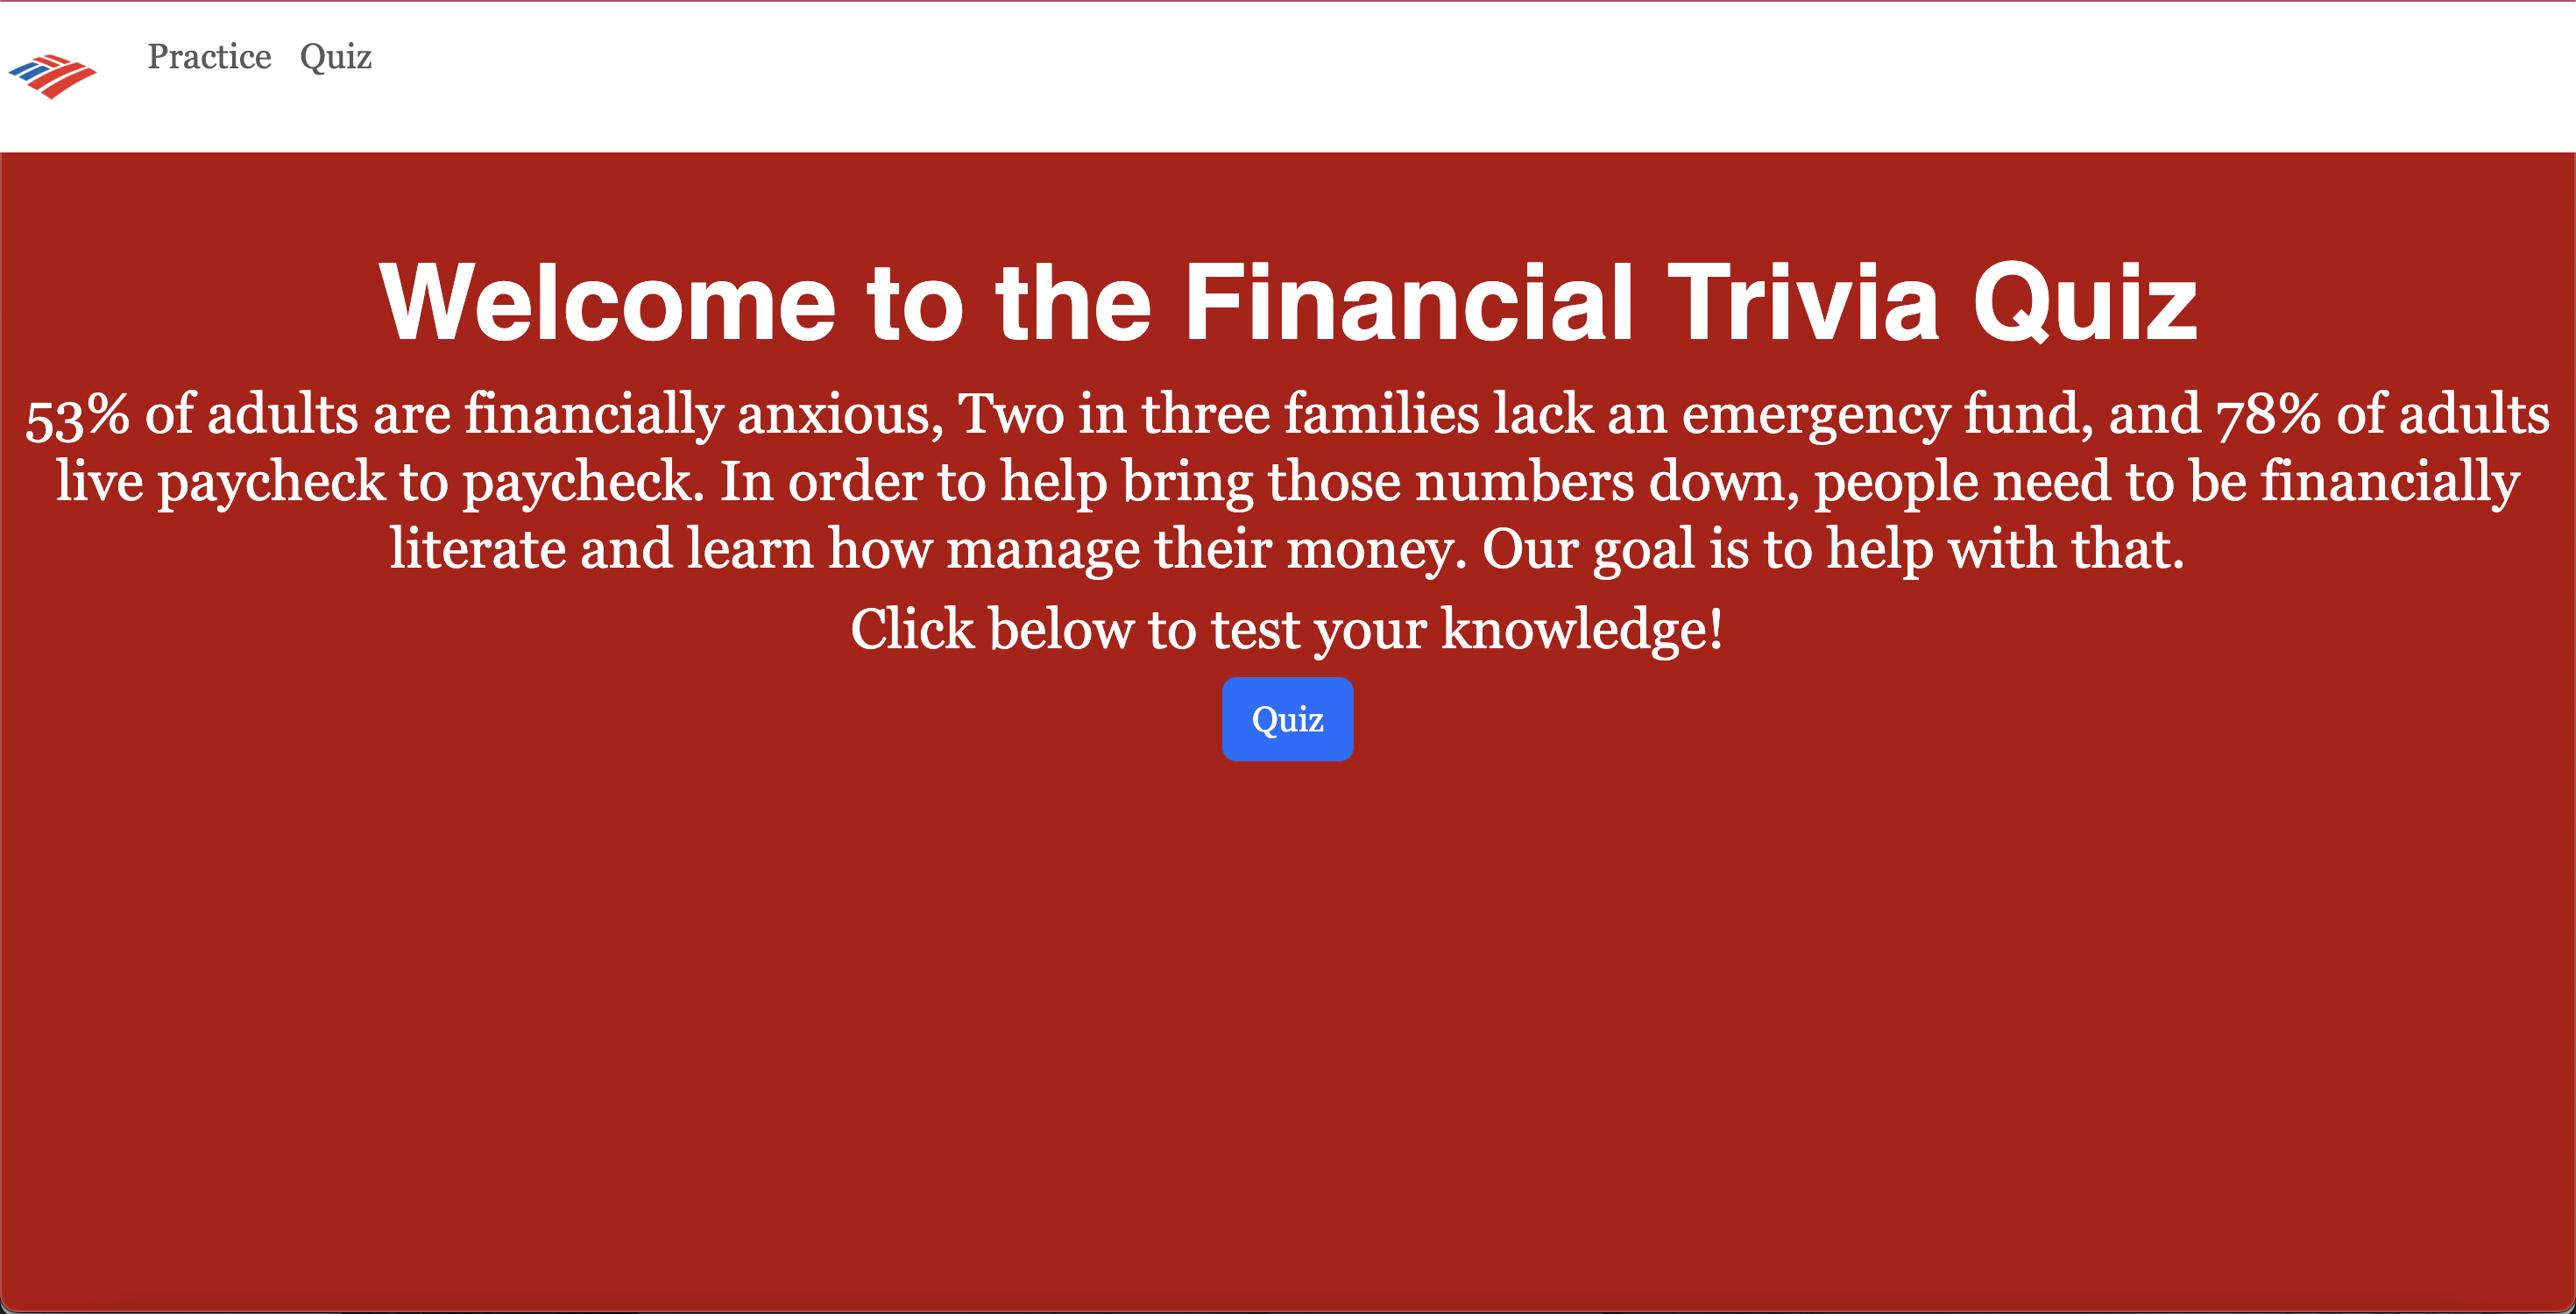 Practice Quiz
Welcome to the Financial Trivia Quiz
53% of adults are financially anxious, Two in three families lack an emergency fund, and 78% of adults
live paycheck to paycheck. In order to help bring those numbers down, people need to be financially
literate and learn how manage their money. Our goal is to help with that.
Click below to test your knowledge!
Quiz